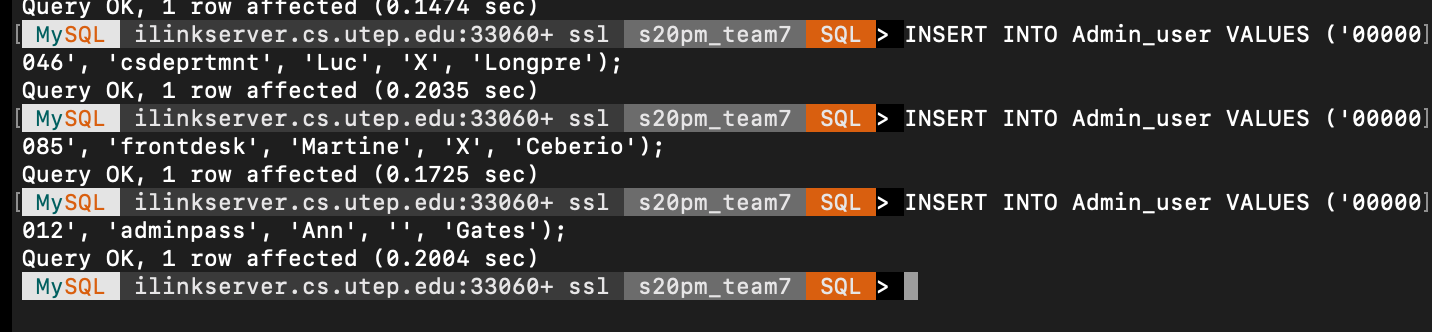 Query OK, 1 row affected (0.1474 sec)
[ MySQL ilinkserver.cs.utep.edu:33060+ ssl s20pm_team7 SQL > INSERT INTO Admin_user VALUES ('00000]
046', 'csdeprtmnt', 'Luc', 'X', 'Longpre');
Query OK, 1 row affected (0.2035 sec)
[ MySQL ilinkserver.cs.utep.edu:33060+ ssl s20pm_team7 SQL > INSERT INTO Admin_user VALUES ('00000]
085', 'frontdesk', 'Martine', 'X', 'Ceberio');
Query OK, 1 row affected (0.1725 sec)
[ MySQL ilinkserver.cs.utep.edu:33060+ ssl s20pm_team7 SQL > INSERT INTO Admin_user VALUES ('00000]
012', 'adminpass', 'Ann', '', 'Gates');
Query OK, 1 row affected (0.2004 sec)
MySQL ilinkserver.cs.utep.edu:33060+ ssl s20pm_team7 SQL >